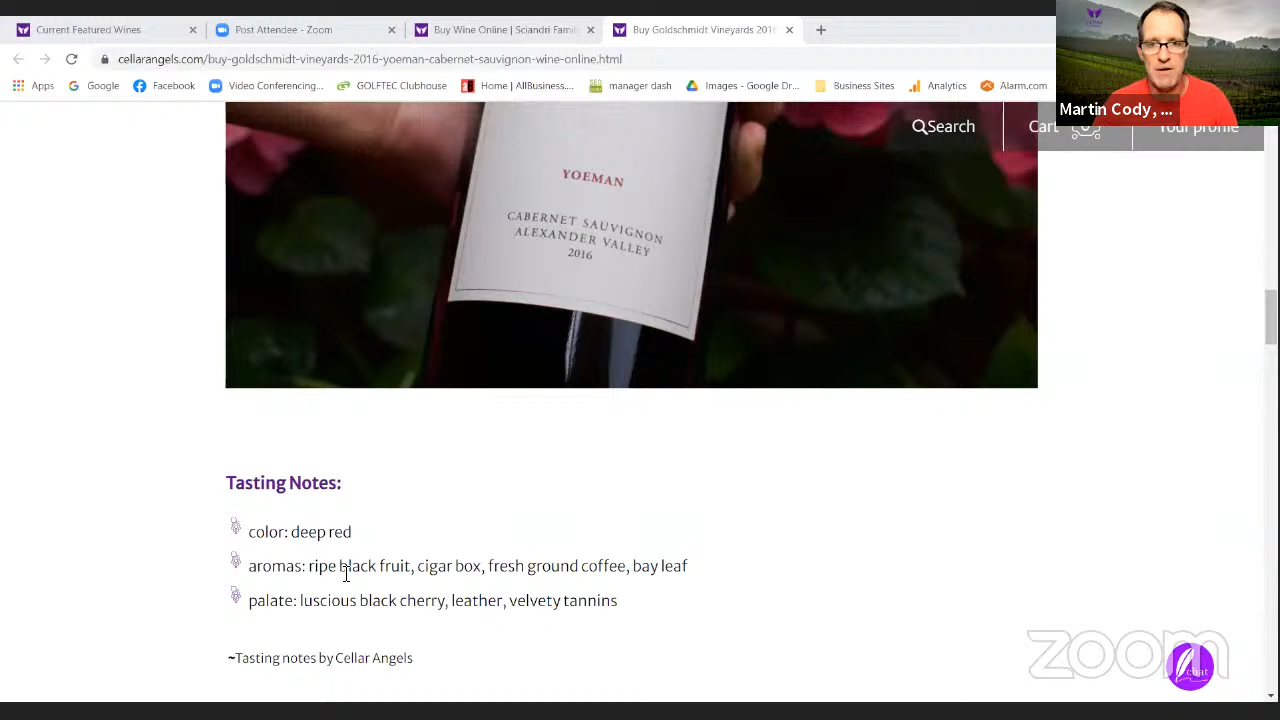 Current Featured Wines
Post Attendee - Zoom
Buy Wine Online | Sciandri Famil
Buy Goldschmidt Vineyards 2016
cellarangels.com/buy-goldschmidt-vineyards-2016-yoeman-cabernet-sauvignon-wine-online.html
Apps
Google
Facebook
Video Conferencing...
GOLFTEC Clubhouse
Home | AllBusiness....
manager dash
Images - Google Dr...
Business Sites
Analytics
Alarm.com
Martin Cody, ...
Search
Cart
0
Your profile
YOEMAN
CABERNET SAUVIGNON
ALEXANDER VALLEY
2016
Tasting Notes:
color: deep red
aromas: ripe black fruit, cigar box, fresh ground coffee, bay leaf
palate: luscious black cherry, leather, velvety tannins
~Tasting notes by Cellar Angels
zoom
chat